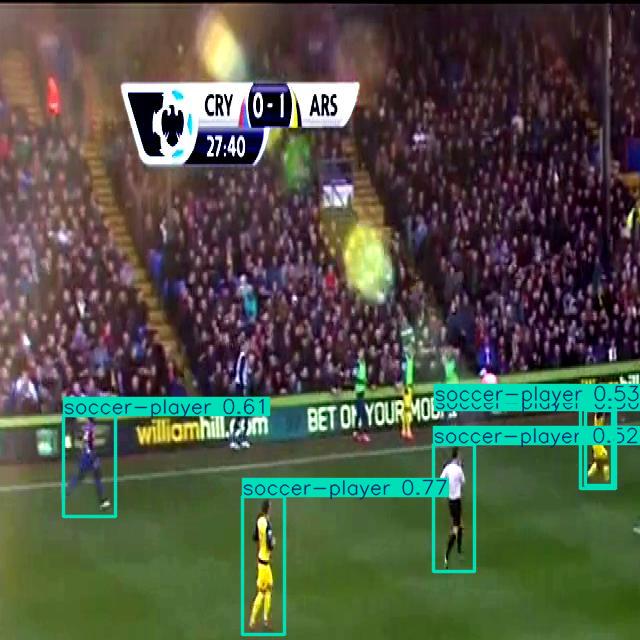 CRY 0-1 ARS
27:40
soccer-player 0.53
soccer-player 0.61
williamhill.com BET ON YOUR MOB
soccer-player 0.52
soccer-player 0.77